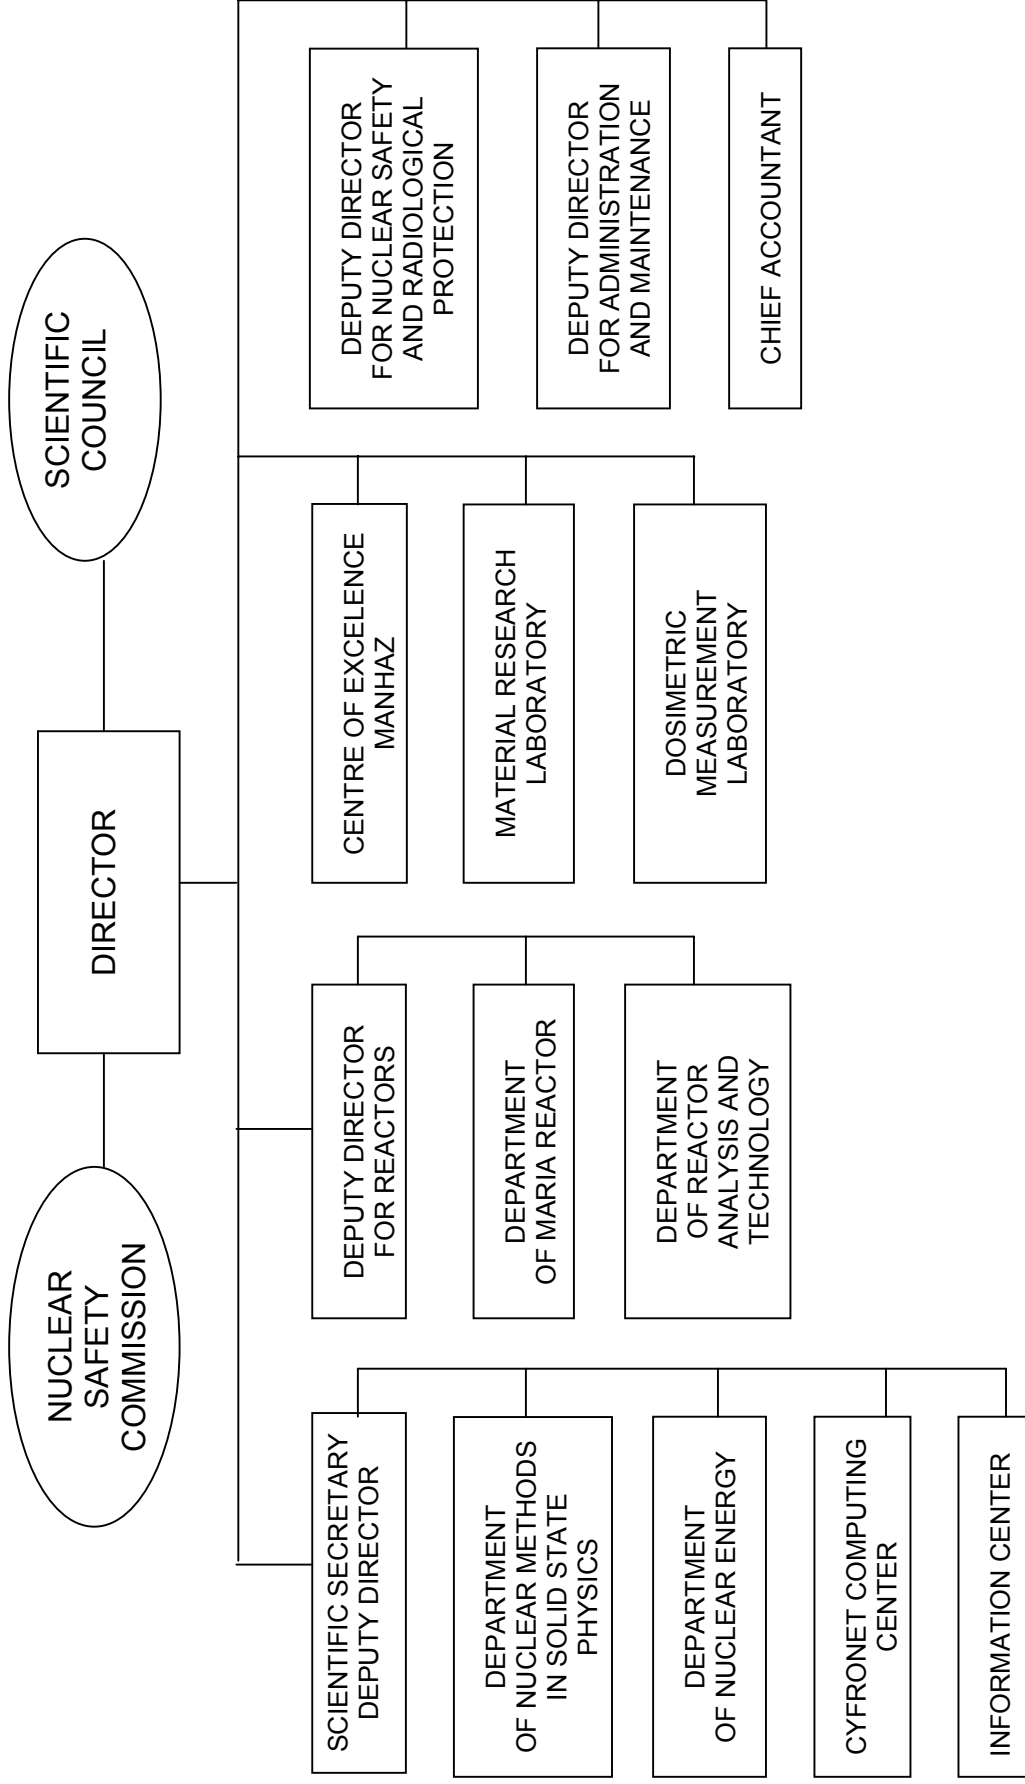 NUCLEAR
SAFETY
COMMISSION
DIRECTOR
SCIENTIFIC
COUNCIL
SCIENTIFIC SECRETARY
DEPUTY DIRECTOR
DEPARTMENT
OF NUCLEAR METHODS
IN SOLID STATE
PHYSICS
DEPARTMENT
OF NUCLEAR ENERGY
CYFRONET COMPUTING
CENTER
INFORMATION CENTER
DEPUTY DIRECTOR
FOR REACTORS
DEPARTMENT
OF MARIA REACTOR
DEPARTMENT
OF REACTOR
ANALYSIS AND
TECHNOLOGY
CENTRE OF EXCELENCE
MANHAZ
MATERIAL RESEARCH
LABORATORY
DOSIMETRIC
MEASUREMENT
LABORATORY
DEPUTY DIRECTOR
FOR NUCLEAR SAFETY
AND RADIOLOGICAL
PROTECTION
DEPUTY DIRECTOR
FOR ADMINISTRATION
AND MAINTENANCE
CHIEF ACCOUNTANT